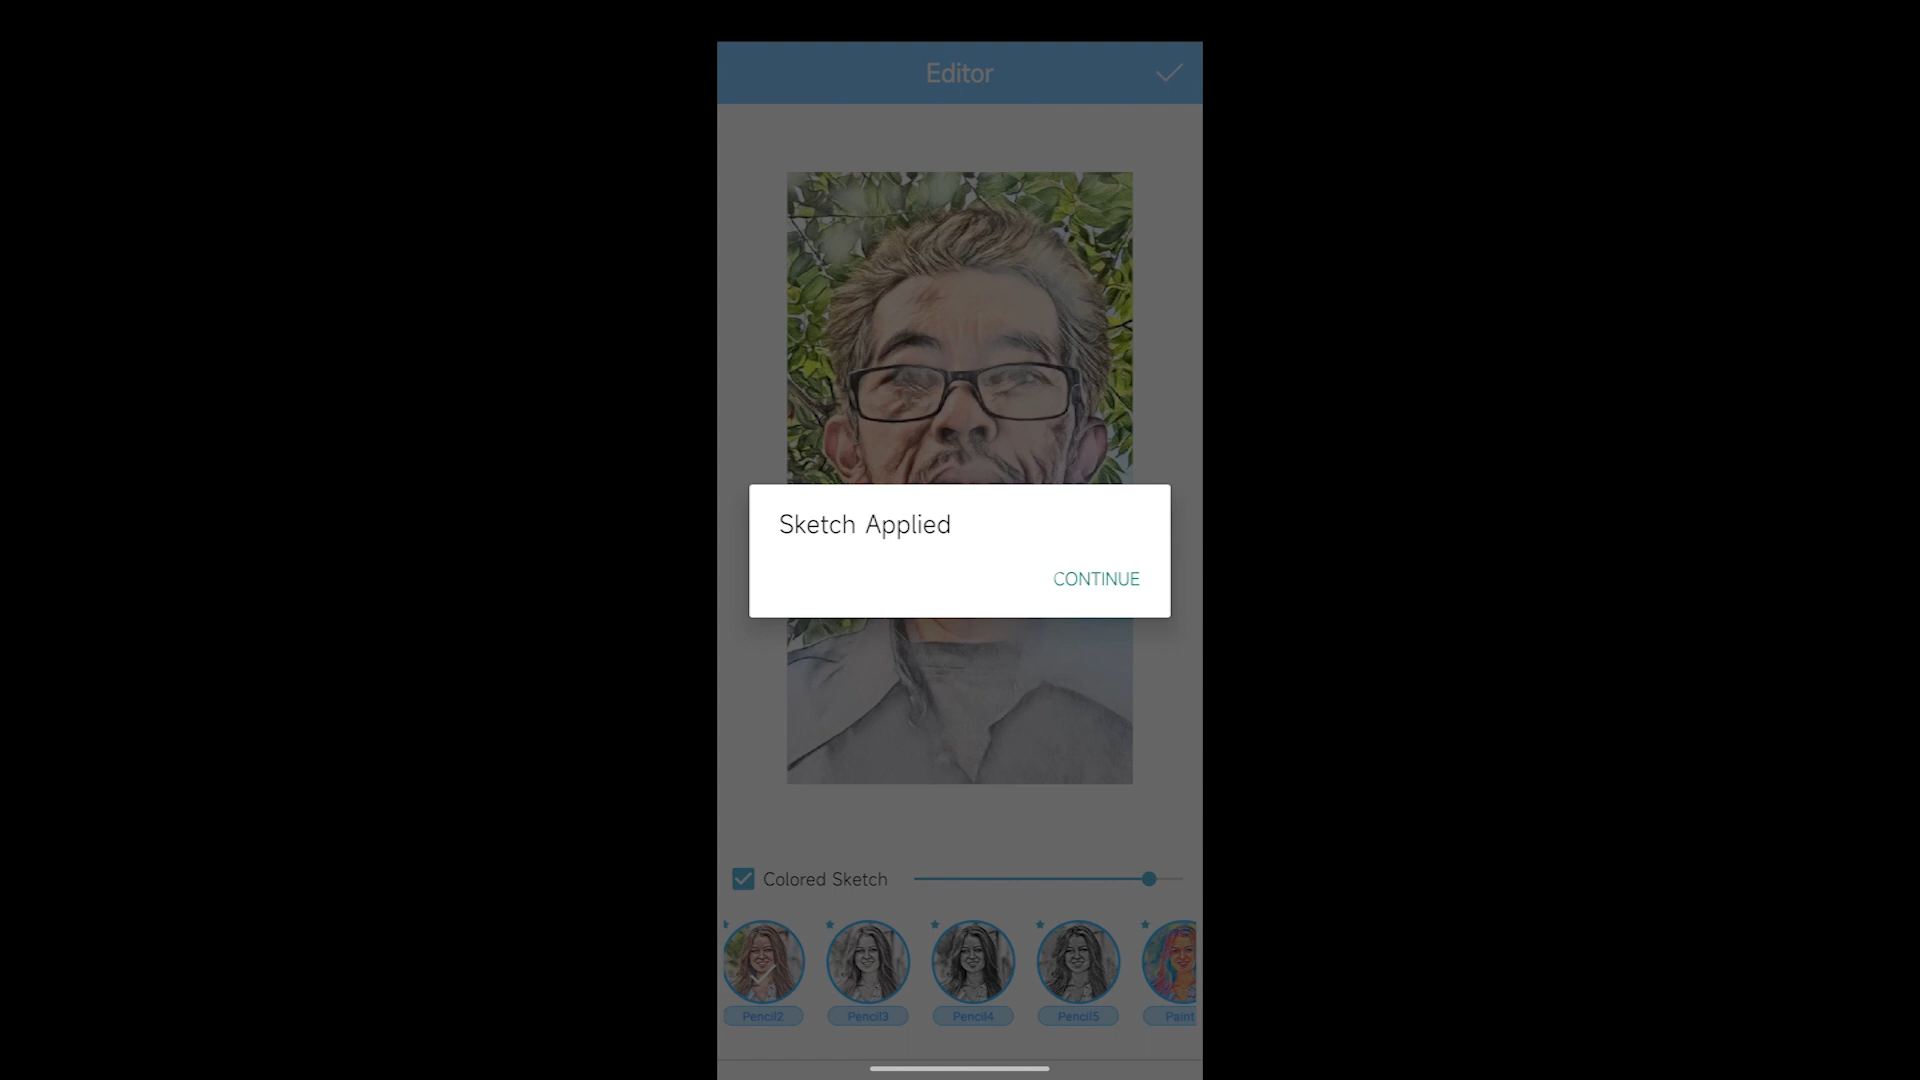 Editor
Sketch Applied
CONTINUE
Colored Sketch
Pencil2
Pencil3
Pencil4
Pencil5
Paint